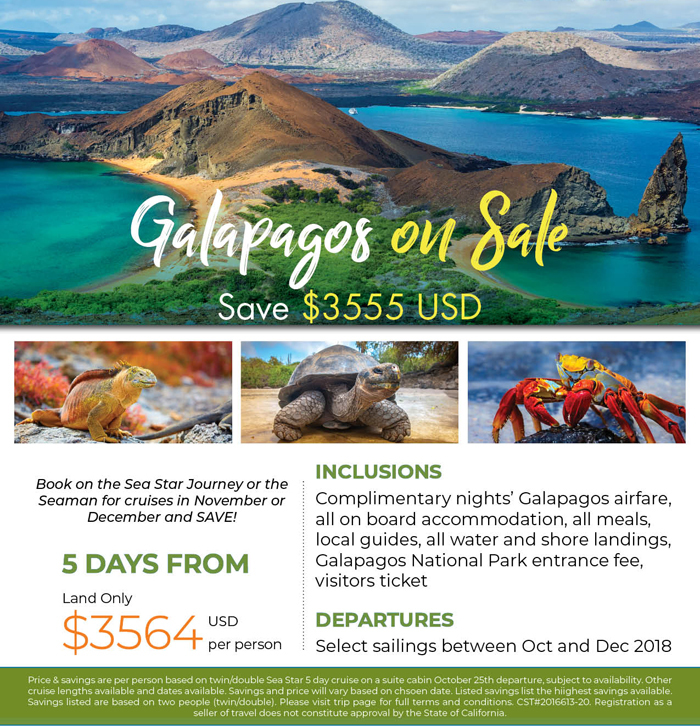 Galapagos on Sale
Save $3555 USD
Book on the Sea Star Journey or the
Seaman for cruises in November or
December and SAVE!
5 DAYS FROM
Land Only
$3564 USD
per person
INCLUSIONS
Complimentary nights’ Galapagos airfare,
all on board accommodation, all meals,
local guides, all water and shore landings,
Galapagos National Park entrance fee,
visitors ticket
DEPARTURES
Select sailings between Oct and Dec 2018
Price & savings are per person based on twin/double Sea Star 5 day cruise on a suite cabin October 25th departure, subject to availability. Other
cruise lengths available and dates available. Savings and price will vary based on chsoen date. Listed savings list the hiighest savings available.
Savings listed are based on two people (twin/double). Please visit trip page for full terms and conditions. CST#2016613-20. Registration as a
seller of travel does not constitute approval by the State of California.